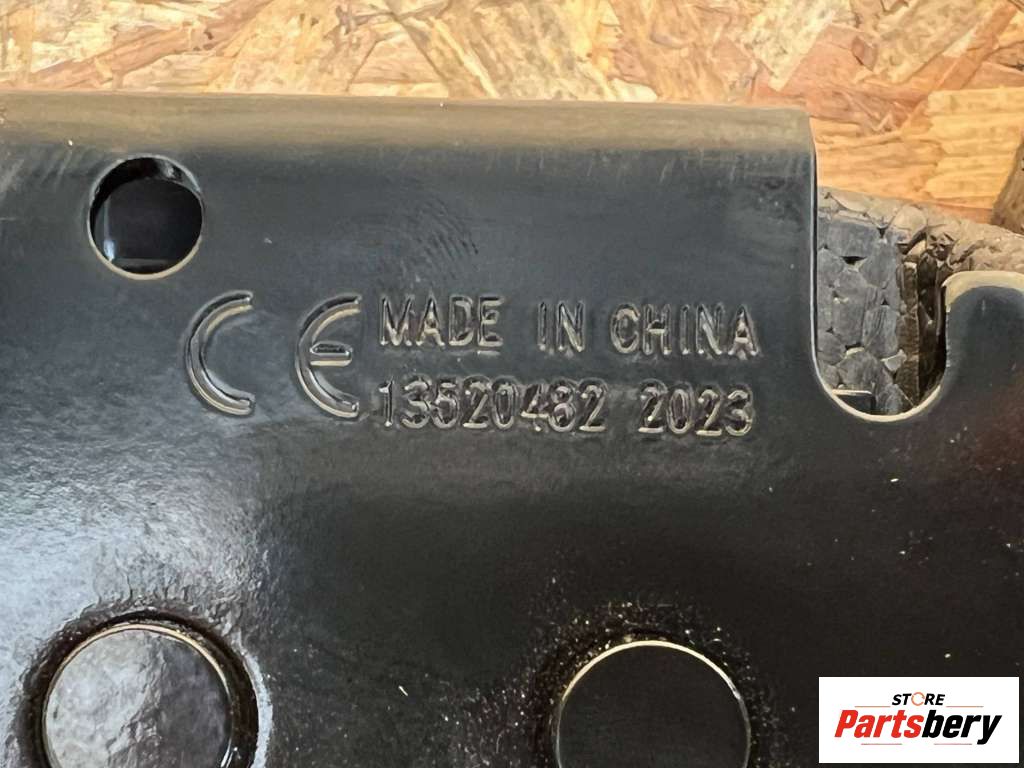 CE MADE IN CHINA
13520482 2023
STORE
Partsbery